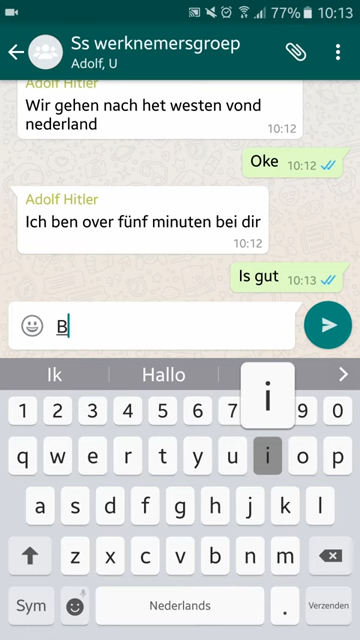 77% 10:13
Ss werknemersgroep
Adolf, U
Adolf Hitler
Wir gehen nach het westen vond
nederland
10:12
Oke 10:12
Adolf Hitler
Ich ben over fünf minuten bei dir
10:12
Is gut 10:13
B
Ik Hallo
i
1 2 3 4 5 6 7 9 0
q w e r t y u i o p
a s d f g h j k l
z x c v b n m
Sym Nederlands . Verzenden